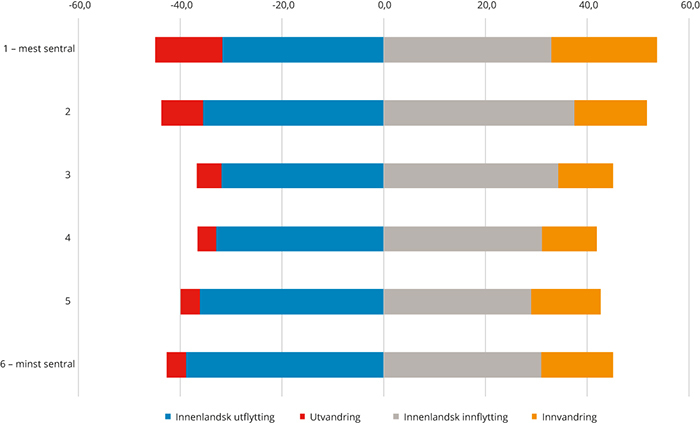 -60,0 -40,0 -20,0 0,0 20,0 40,0 60,0
1 – mest sentral
2
3
4
5
6 – minst sentral
Innenlandsk utflytting Utvandring Innenlandsk innflytting Innvandring